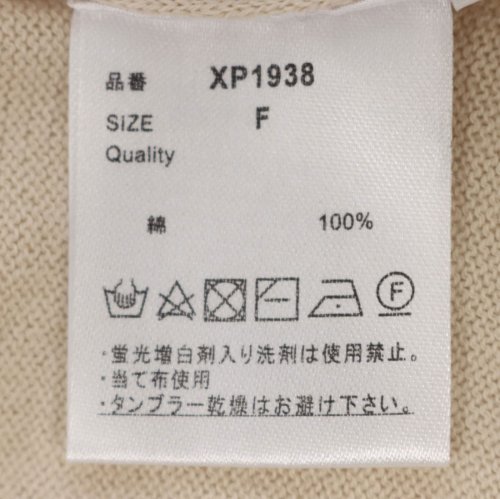 品番 XP1938
SiZE F
Quality
綿 100%
F
・蛍光増白剤入り洗剤は使用禁止。
・当て布使用
・タンブラー乾燥はお避け下さい。